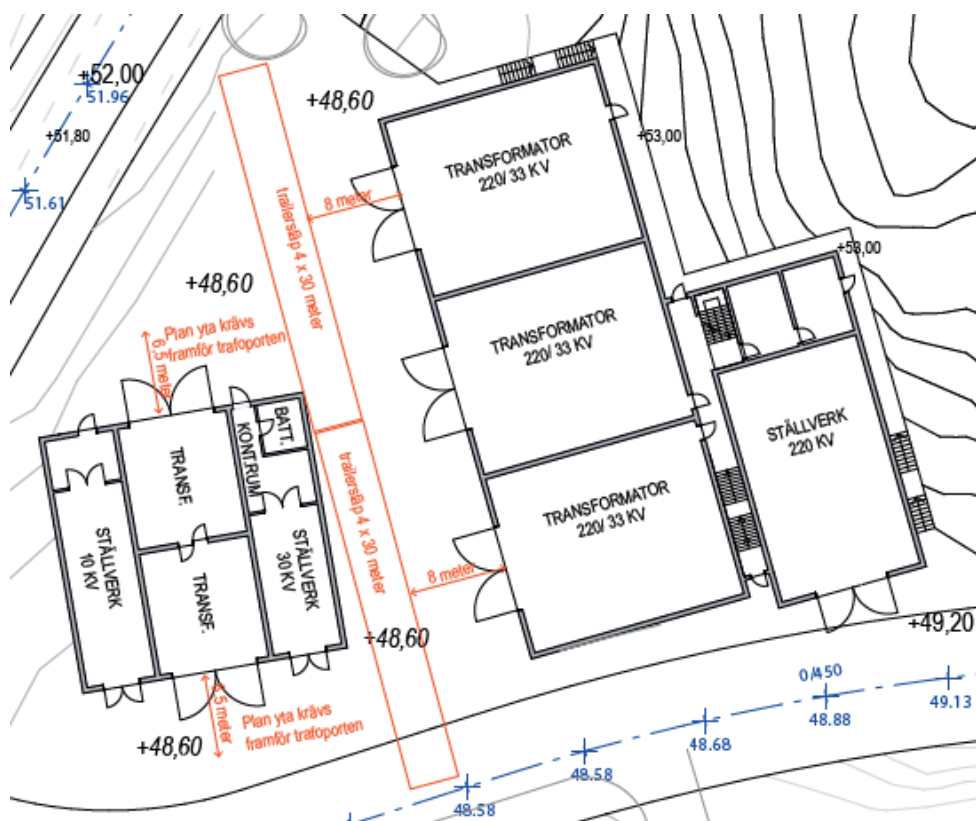 +52,00
51.96
+51,80
51.61
+48,60
TRANSFORMATOR
220/ 33 KV
+53,00
8 meter
trailersläp 4 x 30 meter
+53,00
+48,60
Plan yta krävs
framför trafoporten
6,5 meter
TRANSFORMATOR
220/ 33 KV
BATT.
KONT.RUM
STÄLLVERK
220 KV
TRANSF.
trailersläp 4 x 30 meter
TRANSFORMATOR
220/ 33 KV
STÄLLVERK
10 KV
STÄLLVERK
30KV
TRANSF.
8 meter
+48,60
+49,20
6,5 meter
Plan yta krävs
framför trafoporten
+48,60
0/450
49.13
48.88
48.68
48.58
48.58